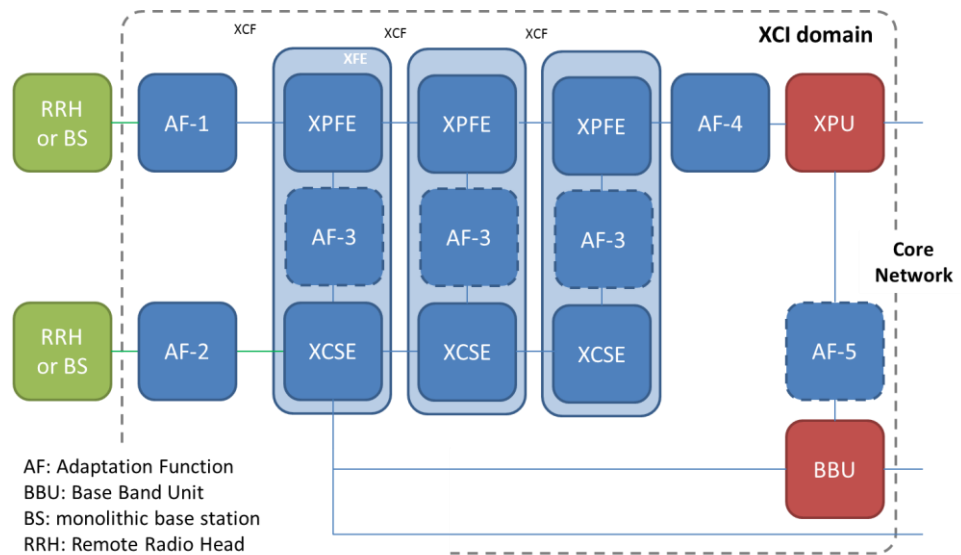 XCF
XCF
XCF
XCI domain
XFE
RRH
or BS
AF-1
XPFE
XPFE
XPFE
AF-4
XPU
AF-3
AF-3
AF-3
Core
Network
RRH
or BS
AF-2
XCSE
XCSE
XCSE
AF-5
BBU
AF: Adaptation Function
BBU: Base Band Unit
BS: monolithic base station
RRH: Remote Radio Head